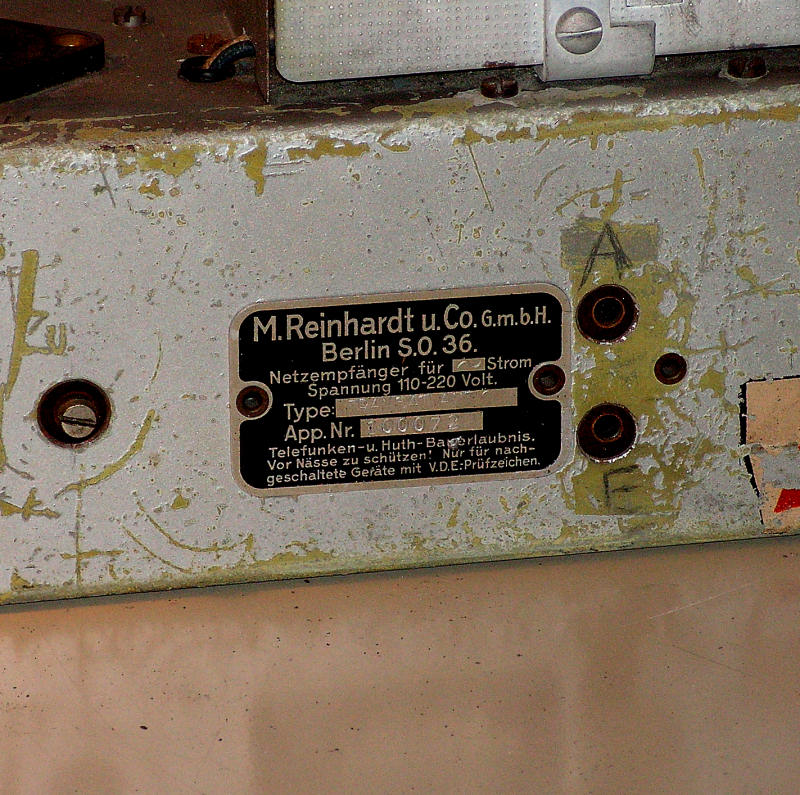 A
M.Reinhardt u.Co. G.m.b.H.
Berlin S.O. 36.
Netzempfänger für Strom
Spannung 110-220 Volt.
Type:
App. Nr. 100072
Telefunken- u. Huth-Bauerlaubnis.
Vor Nässe zu schützen! Nur für nach-
geschaltete Geräte mit V.D.E-Prüfzeichen.
E